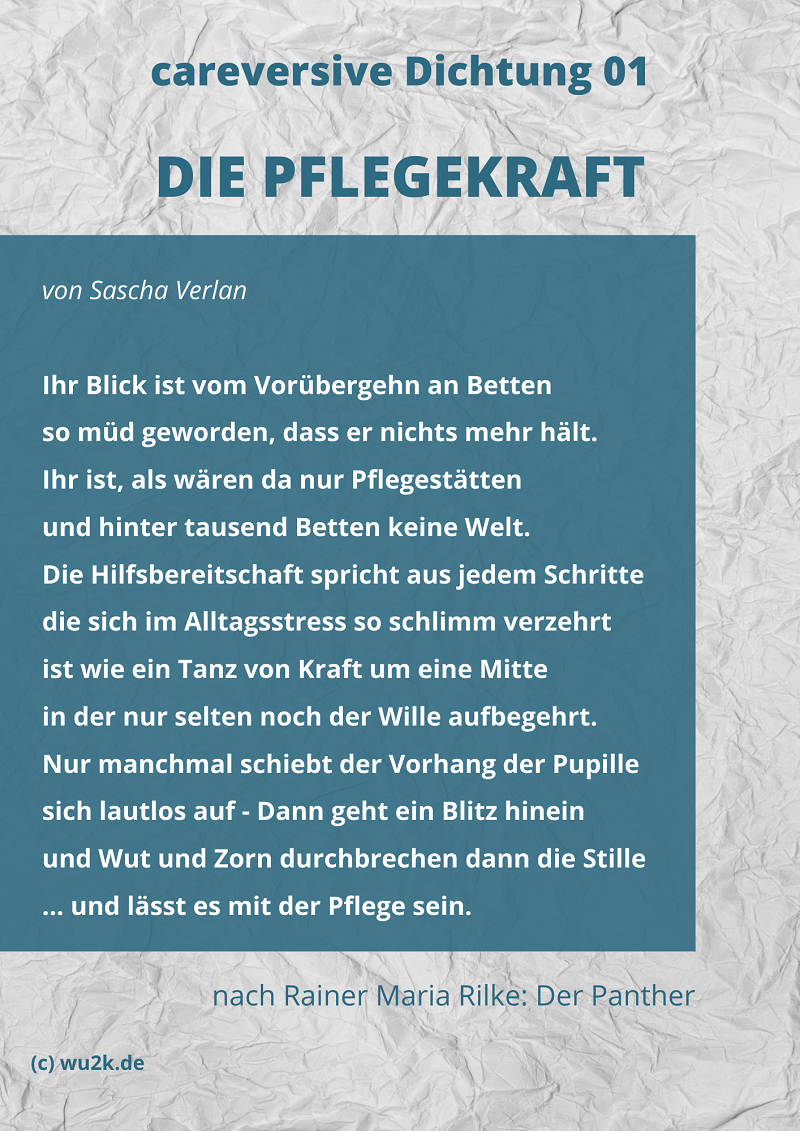 careversive Dichtung 01
DIE PFLEGEKRAFT
von Sascha Verlan
Ihr Blick ist vom Vorübergehn an Betten
so müd geworden, dass er nichts mehr hält.
Ihr ist, als wären da nur Pflegestätten
und hinter tausend Betten keine Welt.
Die Hilfsbereitschaft spricht aus jedem Schritte
die sich im Alltagsstress so schlimm verzehrt
ist wie ein Tanz von Kraft um eine Mitte
in der nur selten noch der Wille aufbegehrt.
Nur manchmal schiebt der Vorhang der Pupille
sich lautlos auf - Dann geht ein Blitz hinein
und Wut und Zorn durchbrechen dann die Stille
... und lässt es mit der Pflege sein.
nach Rainer Maria Rilke: Der Panther
(c) wu2k.de